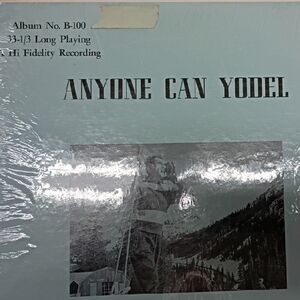 Album No. B-100
33-1/3 Long Playing
Hi Fidelity Recording
ANYONE CAN YODEL